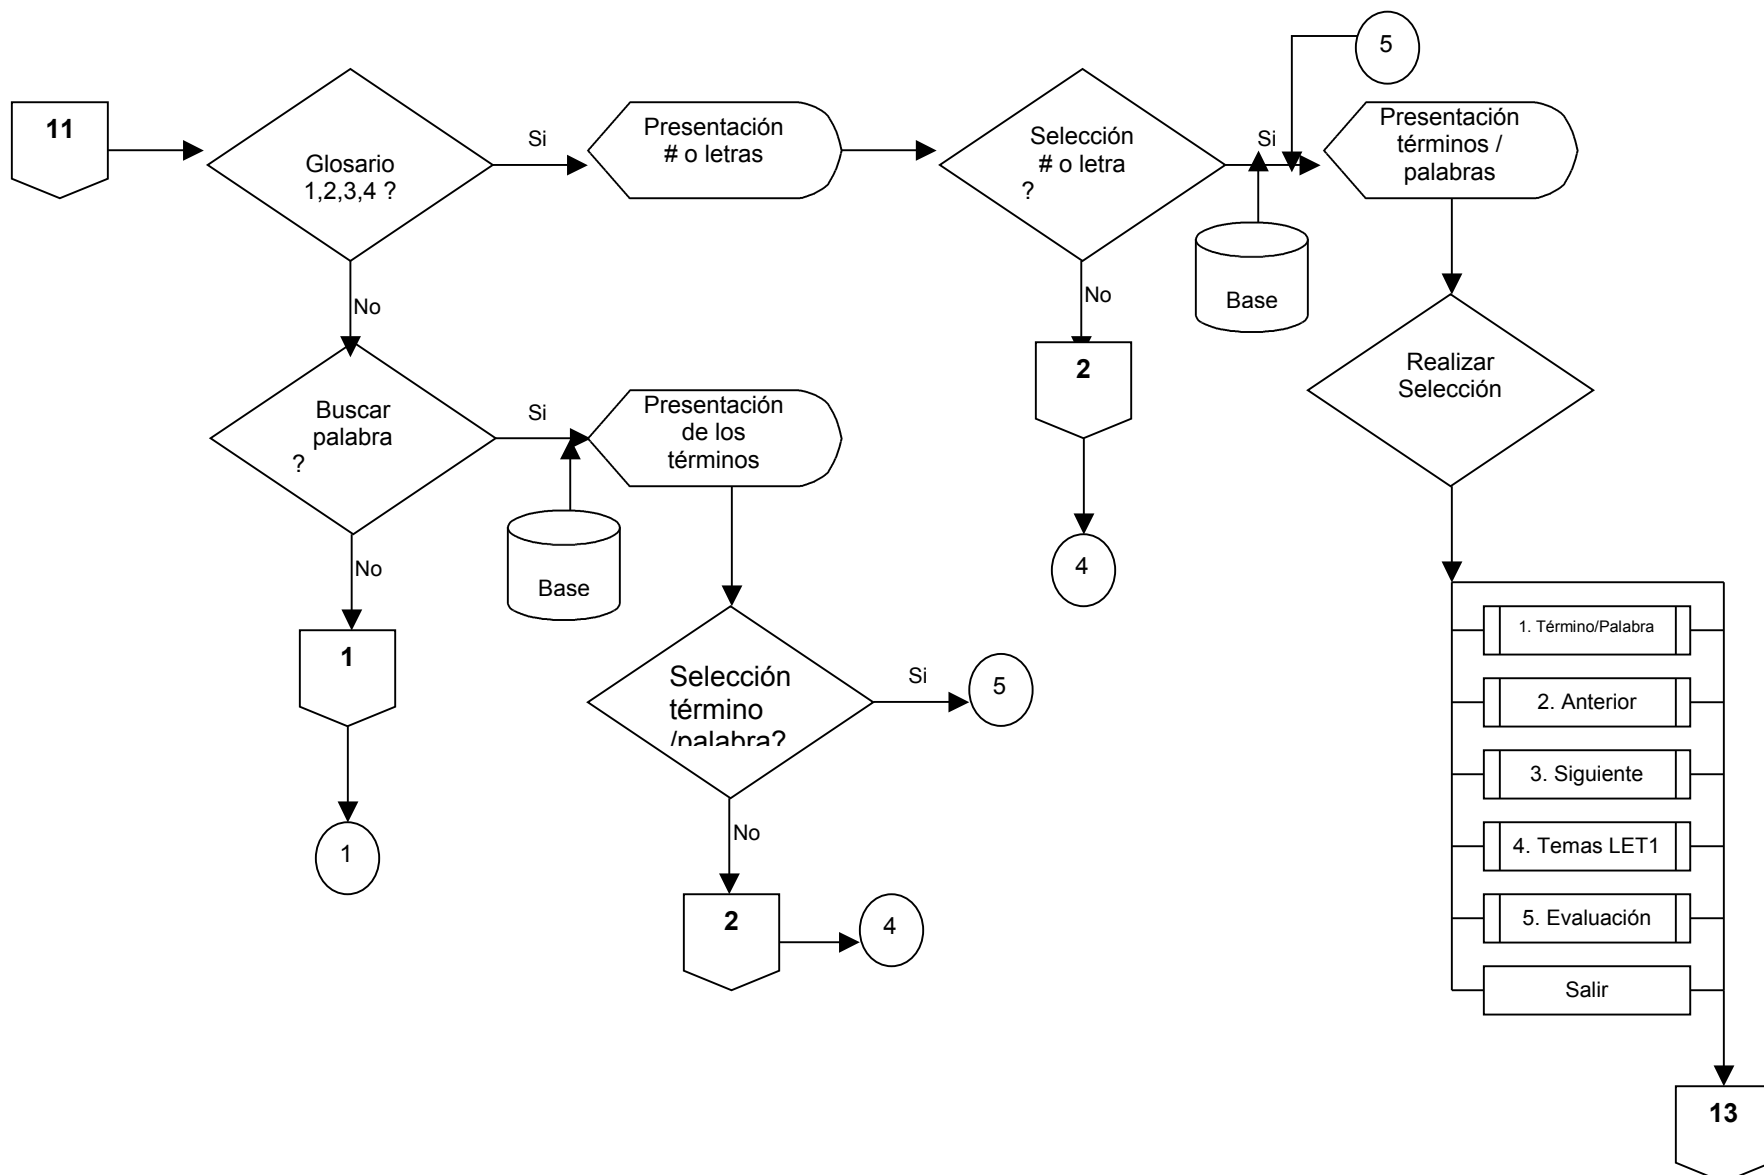 5
11
Glosario
1,2,3,4 ?
Si
Presentación
# o letras
Selección
# o letra
?
Si
Presentación
términos /
palabras
No
Base
No
2
Realizar
Selección
Buscar
palabra
?
Si
Presentación
de los
términos
Base
No
4
1
1
Selección
término
/palabra?
Si
5
No
2
4
1. Término/Palabra
2. Anterior
3. Siguiente
4. Temas LET1
5. Evaluación
Salir
13